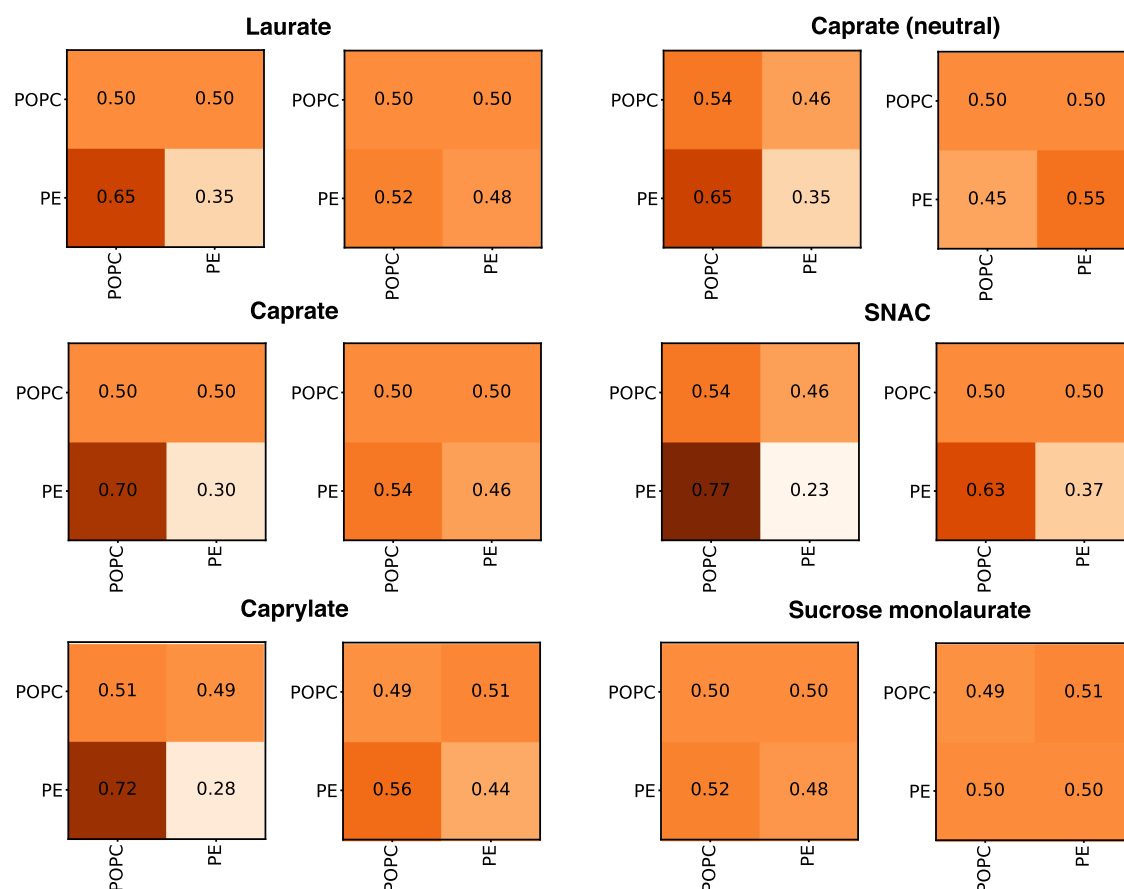 Laurate Caprate (neutral)
POPC 0.50 0.50 POPC 0.50 0.50 POPC 0.54 0.46 POPC 0.50 0.50
PE 0.65 0.35 PE 0.52 0.48 PE 0.65 0.35 PE 0.45 0.55
POPC PE POPC PE POPC PE POPC PE
Caprate SNAC
POPC 0.50 0.50 POPC 0.50 0.50 POPC 0.54 0.46 POPC 0.50 0.50
PE 0.70 0.30 PE 0.54 0.46 PE 0.77 0.23 PE 0.63 0.37
POPC PE POPC PE POPC PE POPC PE
Caprylate Sucrose monolaurate
POPC 0.51 0.49 POPC 0.49 0.51 POPC 0.50 0.50 POPC 0.49 0.51
PE 0.72 0.28 PE 0.56 0.44 PE 0.52 0.48 PE 0.50 0.50
POPC PE POPC PE POPC PE POPC PE